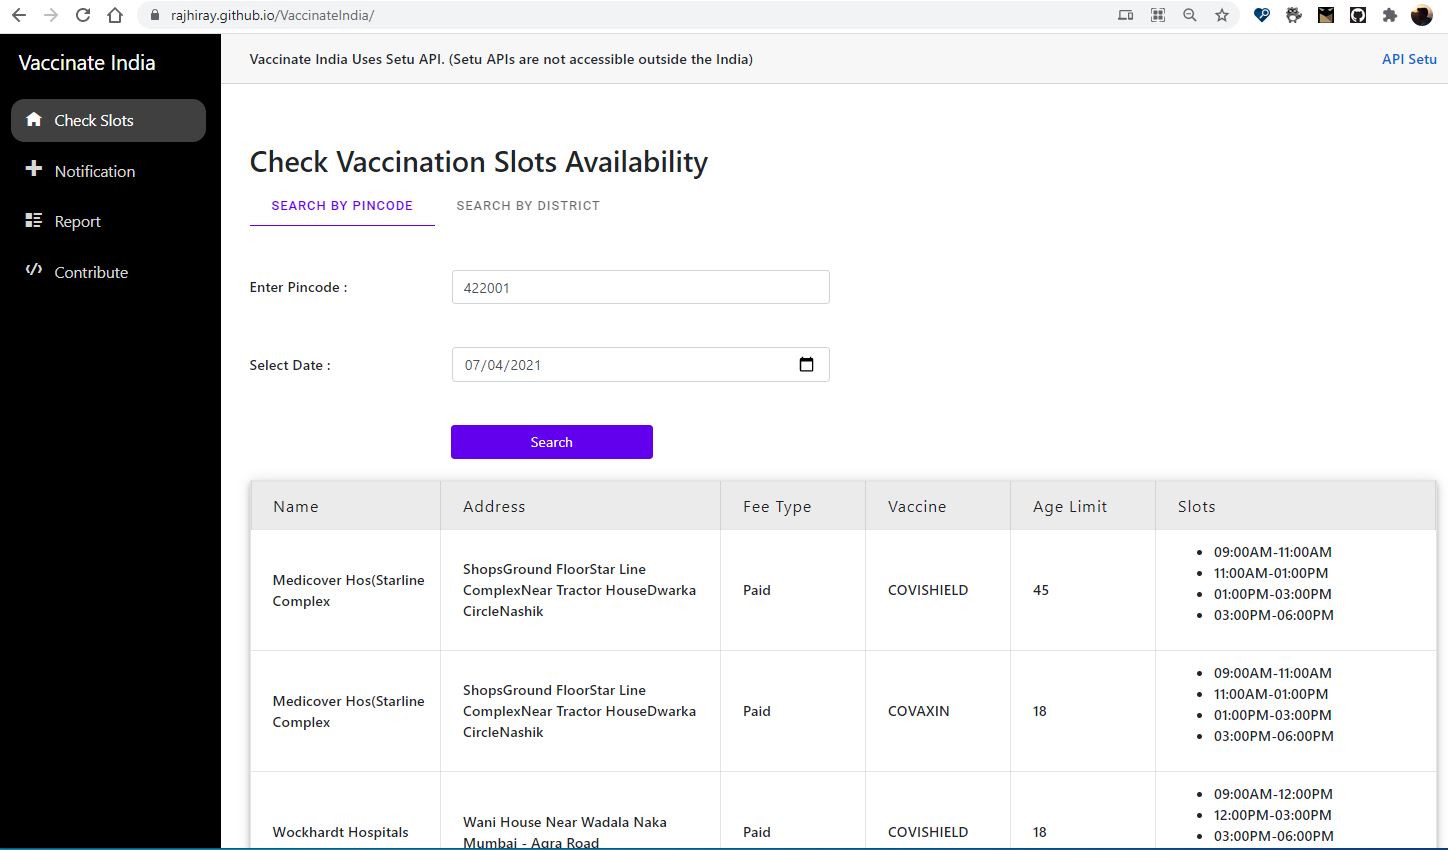 rajhiray.github.io/VaccinateIndia/
Vaccinate India
Check Slots
Notification
Report
Contribute
Vaccinate India Uses Setu API. (Setu APIs are not accessible outside the India)
API Setu
Check Vaccination Slots Availability
SEARCH BY PINCODE
SEARCH BY DISTRICT
Enter Pincode :
422001
Select Date :
07/04/2021
Search
Name
Address
Fee Type
Vaccine
Age Limit
Slots
Medicover Hos(Starline
Complex
ShopsGround FloorStar Line
ComplexNear Tractor HouseDwarka
CircleNashik
Paid
COVISHIELD
45
09:00AM-11:00AM
11:00AM-01:00PM
01:00PM-03:00PM
03:00PM-06:00PM
Medicover Hos(Starline
Complex
ShopsGround FloorStar Line
ComplexNear Tractor HouseDwarka
CircleNashik
Paid
COVAXIN
18
09:00AM-11:00AM
11:00AM-01:00PM
01:00PM-03:00PM
03:00PM-06:00PM
Wockhardt Hospitals
Wani House Near Wadala Naka
Mumbai - Agra Road
Paid
COVISHIELD
18
09:00AM-12:00PM
12:00PM-03:00PM
03:00PM-06:00PM